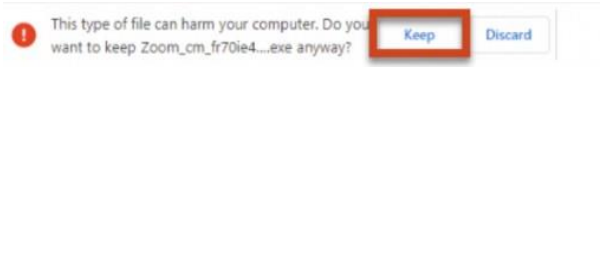 This type of file can harm your computer. Do you
want to keep Zoom_cm_fr70ie4....exe anyway?
Keep
Discard